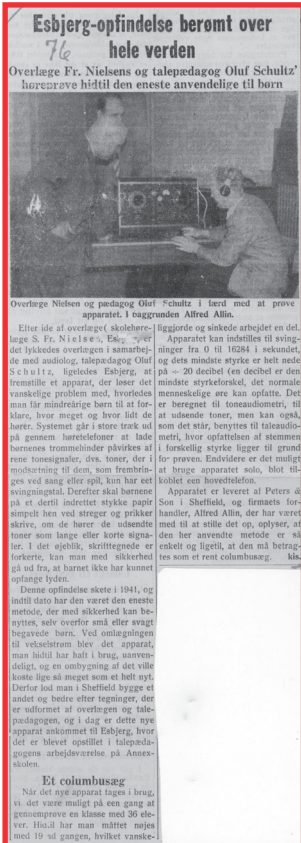 Esbjerg-opfindelse berømt over
hele verden
76
Overlæge Fr. Nielsens og talepædagog Oluf Schultz'
høreprøve hidtil den eneste anvendelige til børn
Overlæge Nielsen og pædagog Oluf Schultz i færd med at prøve
apparatet. I baggrunden Alfred Allin.
Efter ide af overlæge( skolehøre-
læge S. Fr. Nielsen, er
det lykkedes overlægen i samarbej-
de med audiolog, talepædagog Oluf
Schultz, ligeledes Esbjerg, at
fremstille et apparat, der løser det
vanskelige problem med, hvorledes
man får mindreårige børn til at for-
klare, hvor meget og hvor lidt de
hører. Systemet går i store træk ud
på gennem høretelefoner at lade
børnenes trommehinder påvirkes af
rene tonesignaler, dvs. toner, der i
modsætning til dem, som frembrin-
ges ved sang eller spil, kun har eet
svingningstal. Derefter skal børnene
på et dertil indrettet stykke papir
simpelt hen ved streger og prikker
skrive, om de hører de udsendte
toner som lange eller korte signa-
ler. I det øjeblik, skrifttegnede er
forkerte, kan man med sikkerhed
gå ud fra, at barnet ikke har kunnet
opfange lyden.
Denne opfindelse skete i 1941, og
indtil dato har den været den eneste
metode, der med sikkerhed kan be-
nyttes, selv overfor små eller svagt
begavede børn. Ved omlægningen
til vekselstrøm blev det apparat,
man hidtil har haft i brug, uanven-
deligt, og en ombygning af det ville
koste lige så meget som et helt nyt.
Derfor lod man i Sheffield bygge et
andet og bedre efter tegninger, der
er udformet af overlægen og tale-
pædagogen, og i dag er dette nye
apparat ankommet til Esbjerg, hvor
det er blevet opstillet i talepæda-
gogens arbejdsværelse på Annex-
skolen.
Et columbusæg
Når det nye apparat tages i brug,
vil det være muligt på een gang at
gennemprøve en klasse med 36 ele-
ver. Hidtil har man måttet nøjes
med 19 ad gangen, hvilket vanske-
liggjorde og sinkede arbejdet en del.
Apparatet kan indstilles til sving-
ninger fra 0 til 16284 i sekundet,
og dets mindste styrke er helt nede
på ÷ 20 decibel (en decibel er den
mindste styrkeforskel, det normale
menneskelige øre kan opfatte. Det
er beregnet til toneaudiometri, til
at udsende toner, men kan også,
som det står, benyttes til taleaudio-
metri, hvor opfattelsen af stemmen
i forskellig styrke ligger til grund
for prøven. Endvidere er det muligt
at bruge apparatet solo, blot til-
koblet een hovedtelefon.
Apparatet er leveret af Peters &
Son i Sheffield, og firmaets for-
handler, Alfred Allin, der har været
med til at stille det op, oplyser, af
den her anvendte metode er så
enkelt og ligetil, at den må betrag-
tes som et rent columbusæg. kis.